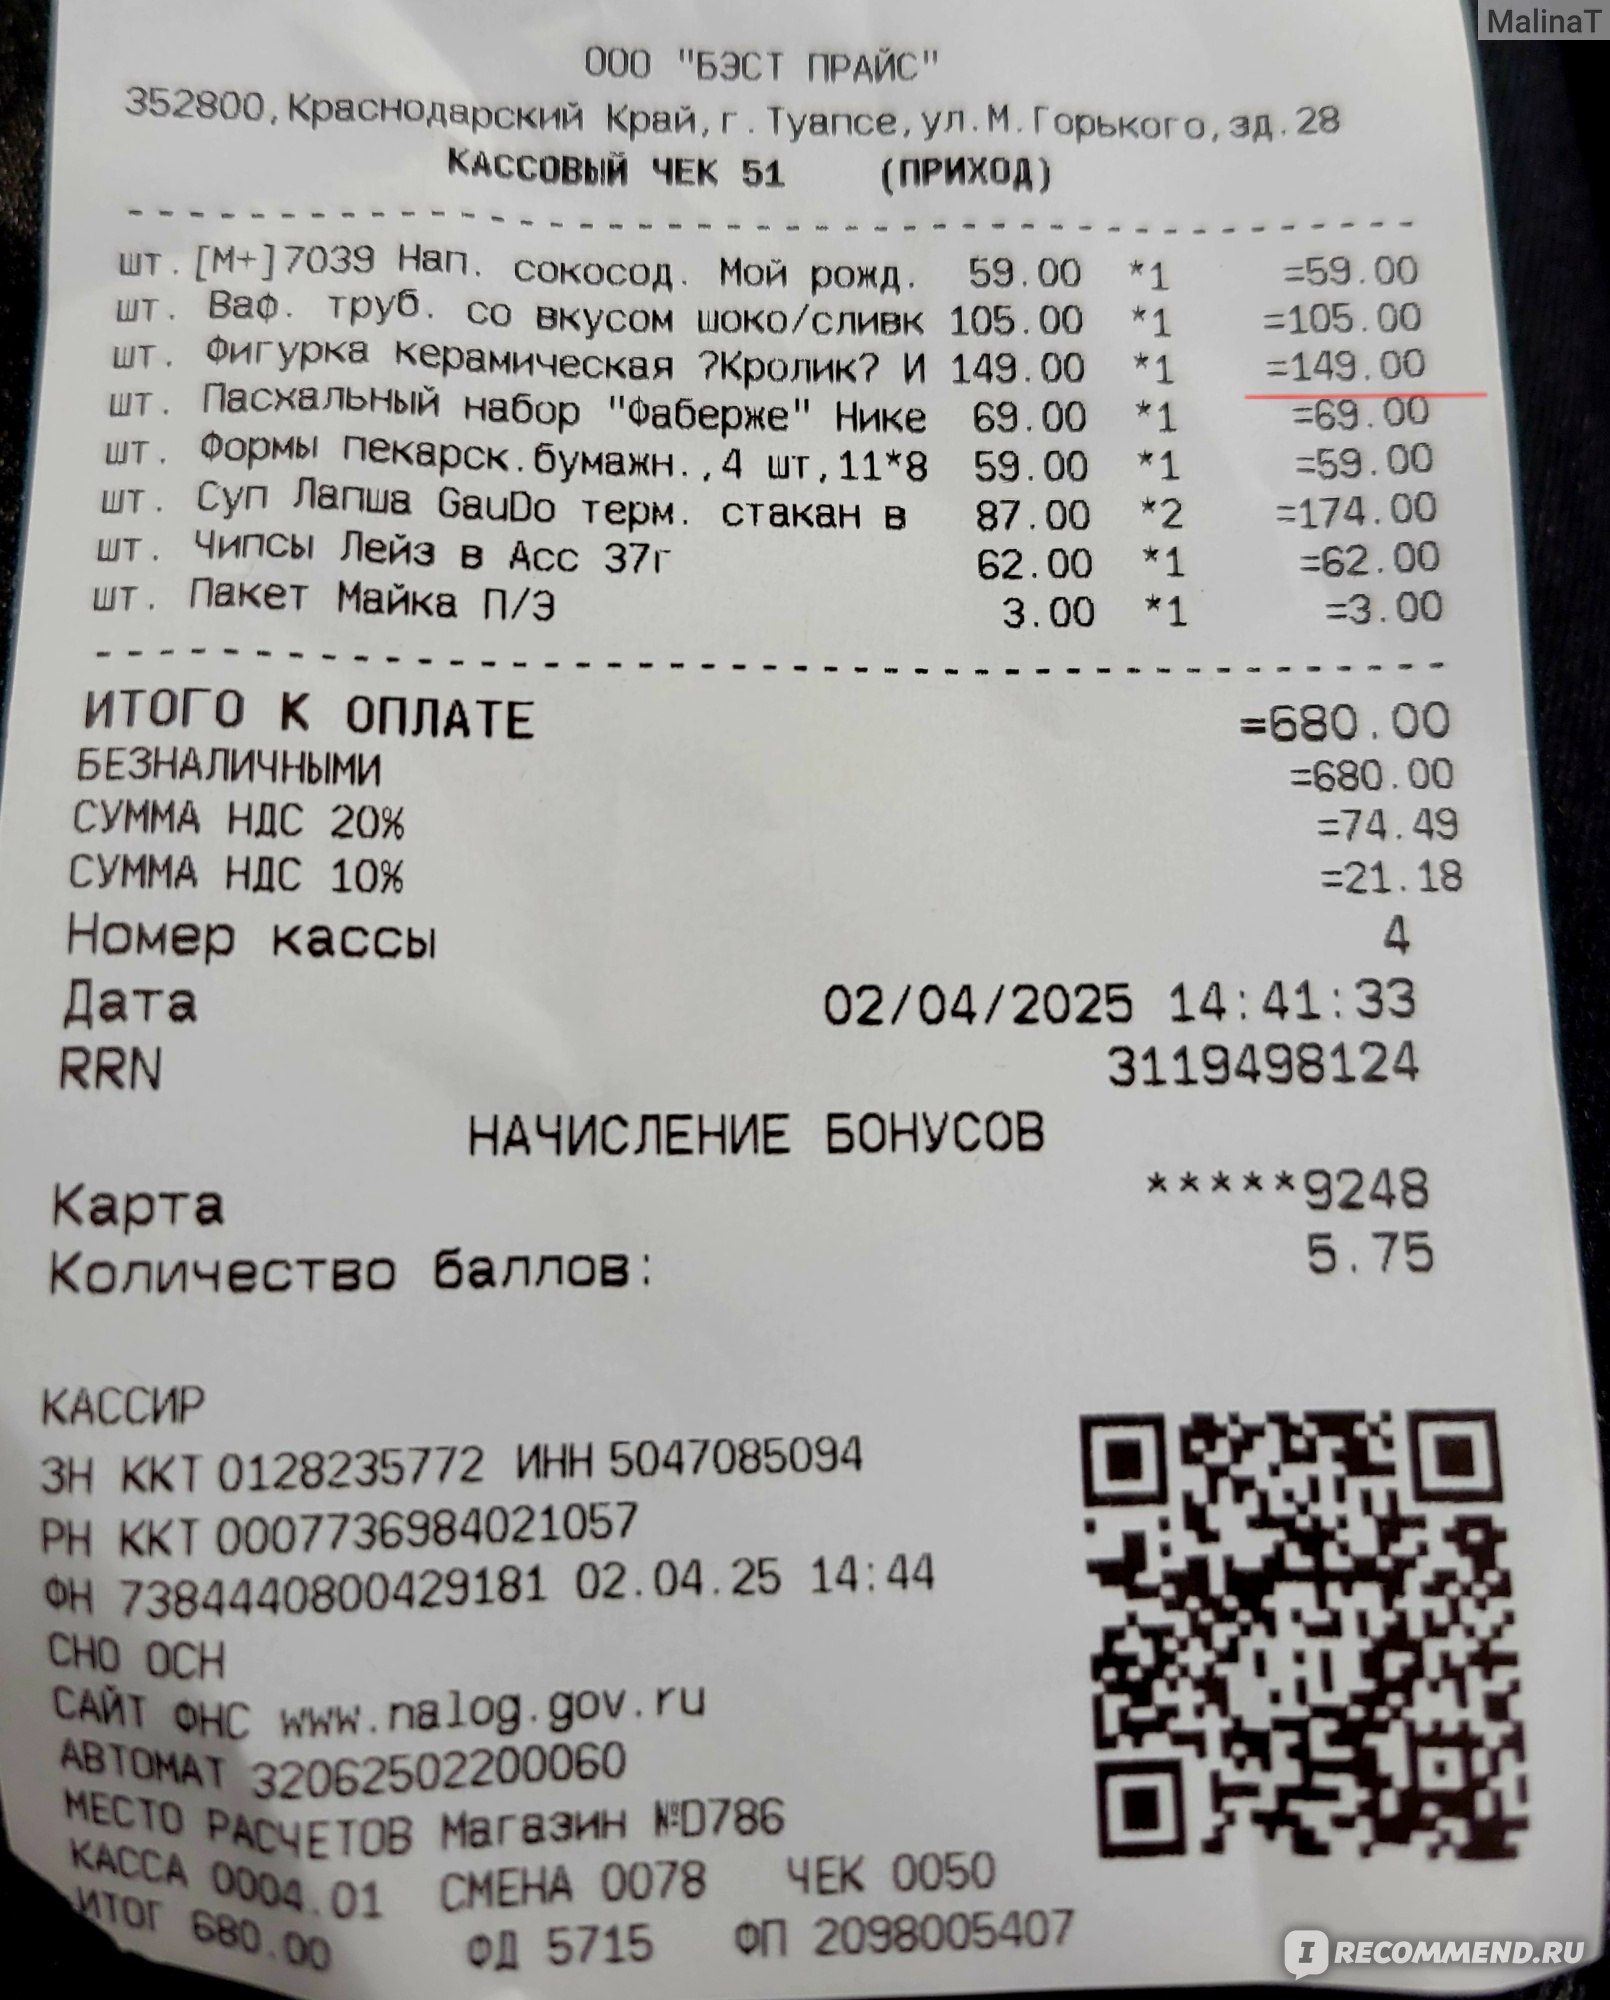 MalinaT
ООО "БЭСТ ПРАЙС"
352800,Краснодарский Край,г.Туапсе,ул.М.Горького,зд.28
КАССОВЫЙ ЧЕК 51 (ПРИХОД)
шт. [М+]7039 Нап. сокосод. Мой рожд. 59.00 *1 =59.00
шт. Ваф. труб. со вкусом шоко/сливк 105.00 *1 =105.00
шт. Фигурка керамическая ?Кролик? И 149.00 *1 =149.00
шт. Пасхальный набор "Фаберже" Нике 69.00 *1 =69.00
шт. Формы пекарск.бумажн.,4 шт,11*8 59.00 *1 =59.00
шт. Суп Лапша GauDo терм. стакан в 87.00 *2 =174.00
шт. Чипсы Лейз в Асс 37г 62.00 *1 =62.00
шт. Пакет Майка П/Э 3.00 *1 =3.00
ИТОГО К ОПЛАТЕ =680.00
БЕЗНАЛИЧНЫМИ =680.00
СУММА НДС 20% =74.49
СУММА НДС 10% =21.18
Номер кассы 4
Дата 02/04/2025 14:41:33
RRN 3119498124
НАЧИСЛЕНИЕ БОНУСОВ
Карта *****9248
Количество баллов: 5.75
КАССИР
ЗН ККТ 0128235772 ИНН 5047085094
РН ККТ 0007736984021057
ФН 7384440800429181 02.04.25 14:44
СНО ОСН
САЙТ ФНС www.nalog.gov.ru
АВТОМАТ 32062502200060
МЕСТО РАСЧЕТОВ Магазин №D786
КАССА 0004.01 СМЕНА 0078 ЧЕК 0050
ИТОГ 680.00 ФД 5715 ФП 2098005407
IRECOMMEND.RU